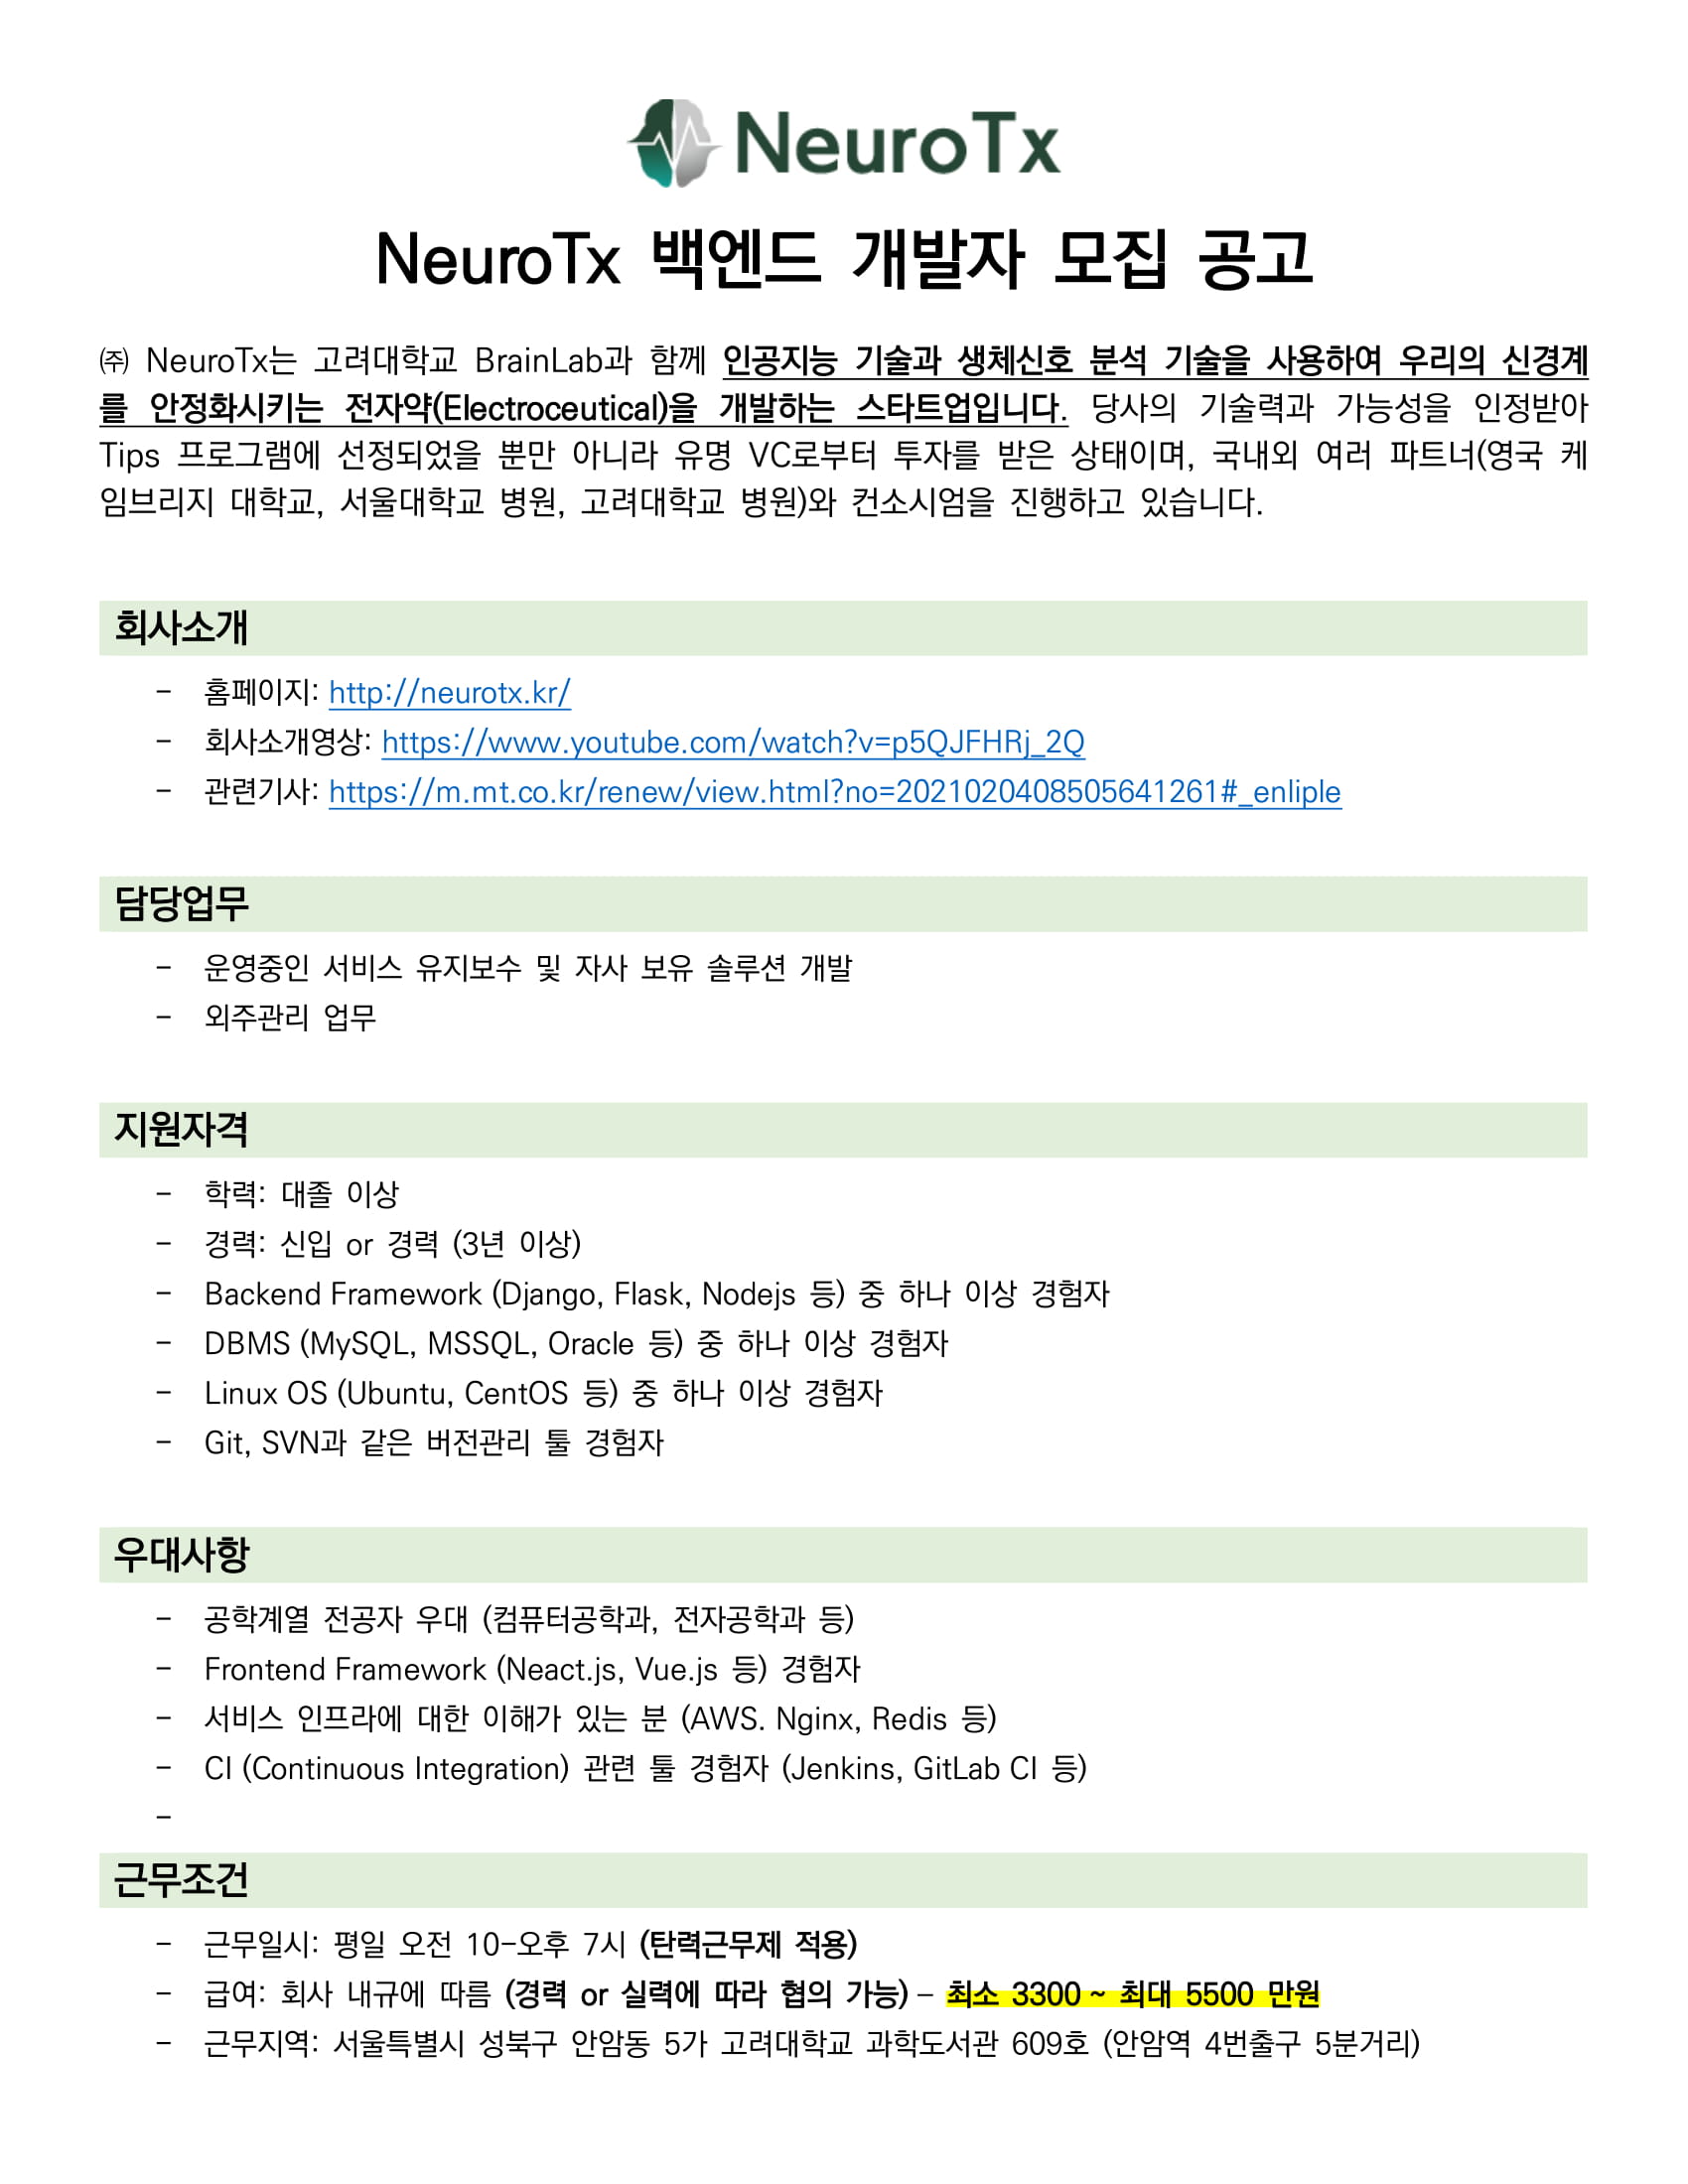 NeuroTx
NeuroTx 백엔드 개발자 모집 공고
㈜ NeuroTx는 고려대학교 BrainLab과 함께 인공지능 기술과 생체신호 분석 기술을 사용하여 우리의 신경계
를 안정화시키는 전자약(Electroceutical)을 개발하는 스타트업입니다. 당사의 기술력과 가능성을 인정받아
Tips 프로그램에 선정되었을 뿐만 아니라 유명 VC로부터 투자를 받은 상태이며, 국내외 여러 파트너(영국 케
임브리지 대학교, 서울대학교 병원, 고려대학교 병원)와 컨소시엄을 진행하고 있습니다.
회사소개
- 홈페이지: http://neurotx.kr/
- 회사소개영상: https://www.youtube.com/watch?v=p5QJFHRj_2Q
- 관련기사: https://m.mt.co.kr/renew/view.html?no=2021020408505641261#_enliple
담당업무
- 운영중인 서비스 유지보수 및 자사 보유 솔루션 개발
- 외주관리 업무
지원자격
- 학력: 대졸 이상
- 경력: 신입 or 경력 (3년 이상)
- Backend Framework (Django, Flask, Nodejs 등) 중 하나 이상 경험자
- DBMS (MySQL, MSSQL, Oracle 등) 중 하나 이상 경험자
- Linux OS (Ubuntu, CentOS 등) 중 하나 이상 경험자
- Git, SVN과 같은 버전관리 툴 경험자
우대사항
- 공학계열 전공자 우대 (컴퓨터공학과, 전자공학과 등)
- Frontend Framework (Neact.js, Vue.js 등) 경험자
- 서비스 인프라에 대한 이해가 있는 분 (AWS. Nginx, Redis 등)
- CI (Continuous Integration) 관련 툴 경험자 (Jenkins, GitLab CI 등)
-
근무조건
- 근무일시: 평일 오전 10-오후 7시 (탄력근무제 적용)
- 급여: 회사 내규에 따름 (경력 or 실력에 따라 협의 가능) – 최소 3300 ~ 최대 5500 만원
- 근무지역: 서울특별시 성북구 안암동 5가 고려대학교 과학도서관 609호 (안암역 4번출구 5분거리)